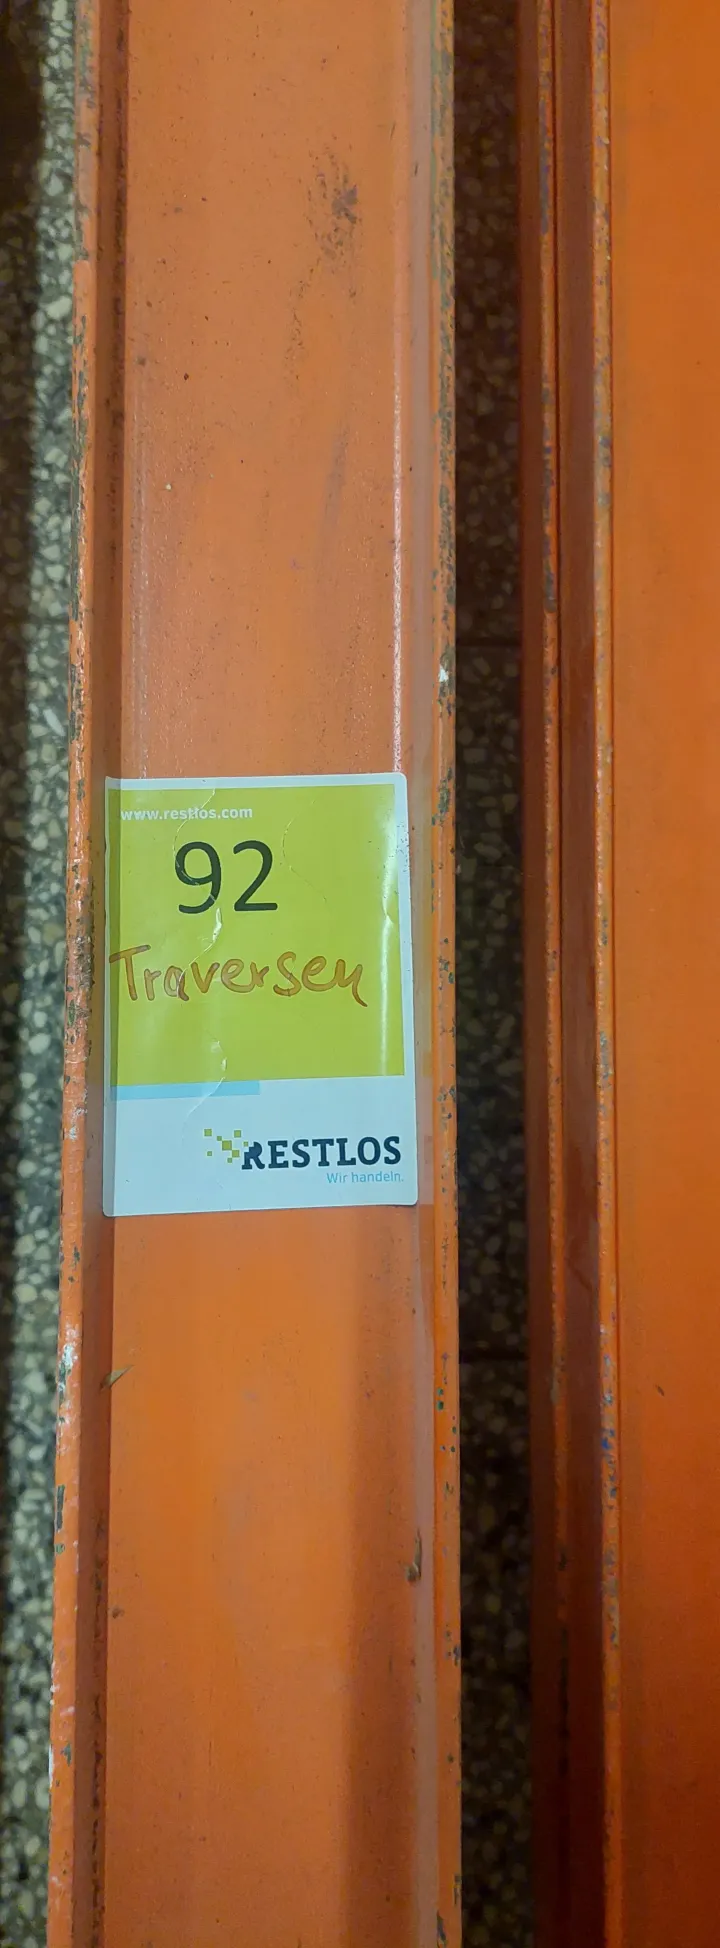 www.restlos.com
92
Traversen
RESTLOS
Wir handeln.